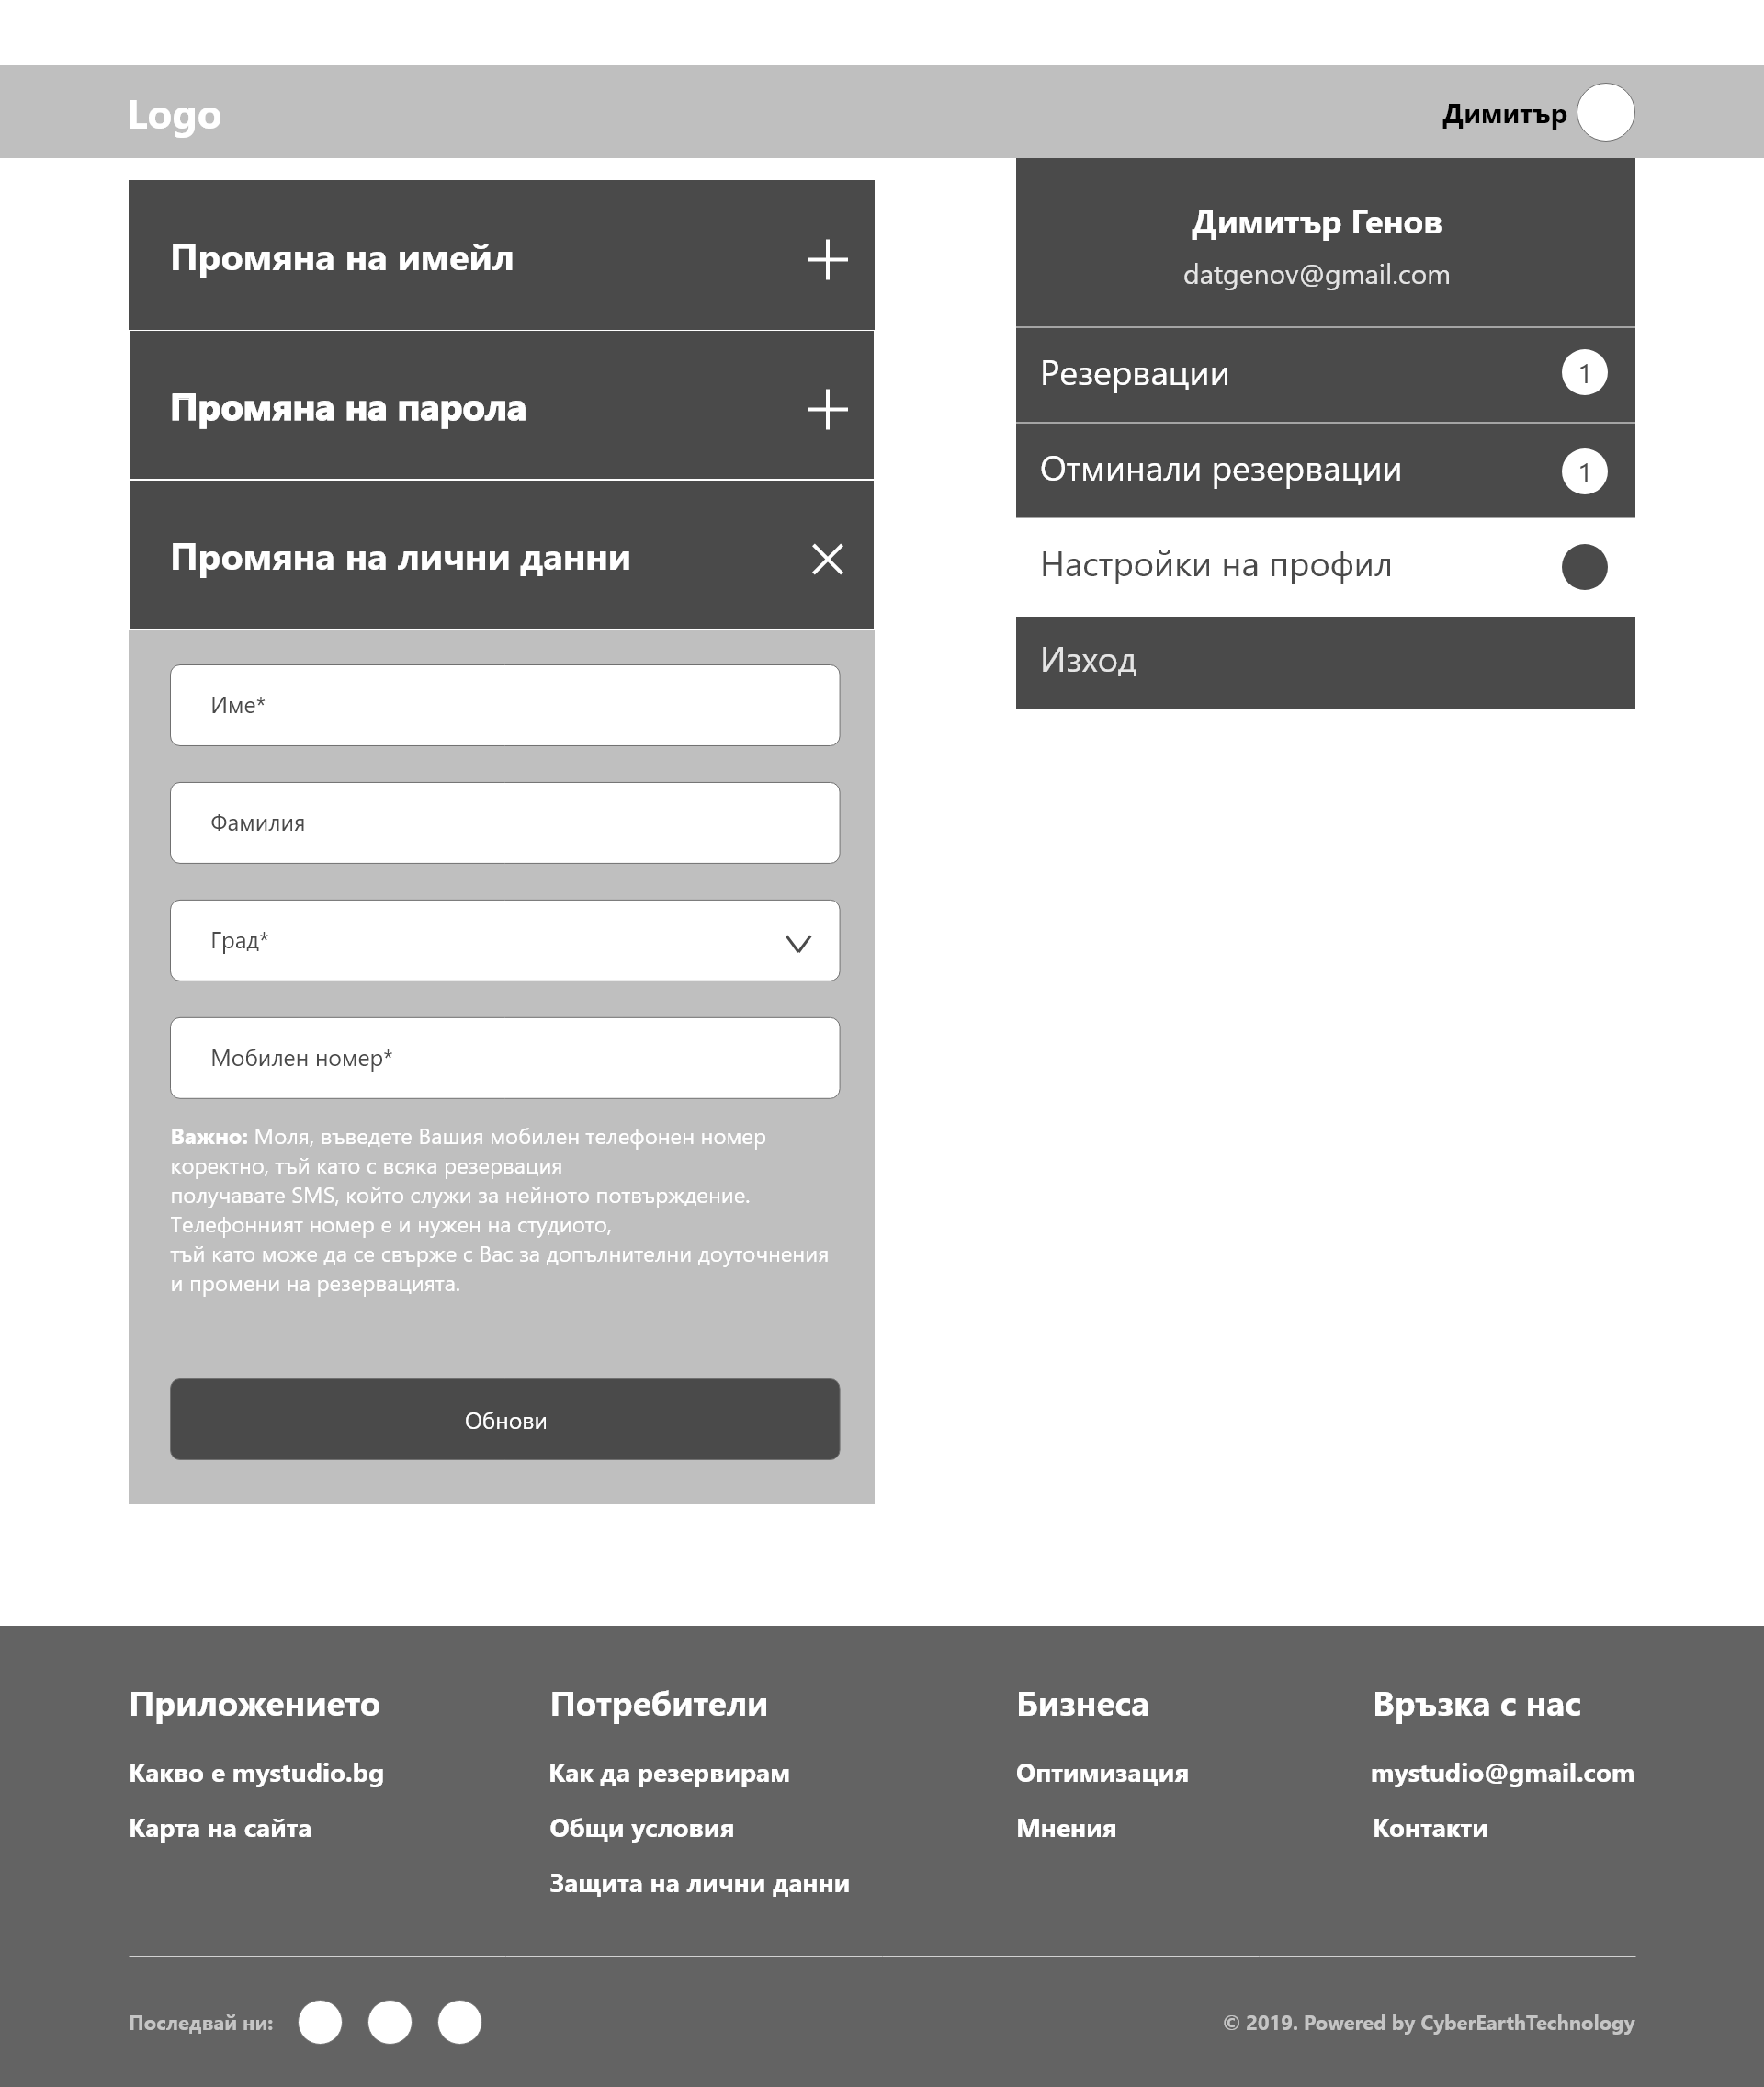 Logo
Димитър
Промяна на имейл
Промяна на парола
Промяна на лични данни
Име*
Фамилия
Град*
Мобилен номер*
Важно: Моля, въведете Вашия мобилен телефонен номер
коректно, тъй като с всяка резервация
получавате SMS, който служи за нейното потвърждение.
Телефонният номер е и нужен на студиото,
тъй като може да се свърже с Вас за допълнителни доуточнения
и промени на резервацията.
Обнови
Димитър Генов
datgenov@gmail.com
Резервации 1
Отминали резервации 1
Настройки на профил
Изход
Приложението
Какво е mystudio.bg
Карта на сайта
Потребители
Как да резервирам
Общи условия
Защита на лични данни
Бизнеса
Оптимизация
Мнения
Връзка с нас
mystudio@gmail.com
Контакти
Последвай ни:
© 2019. Powered by CyberEarthTechnology